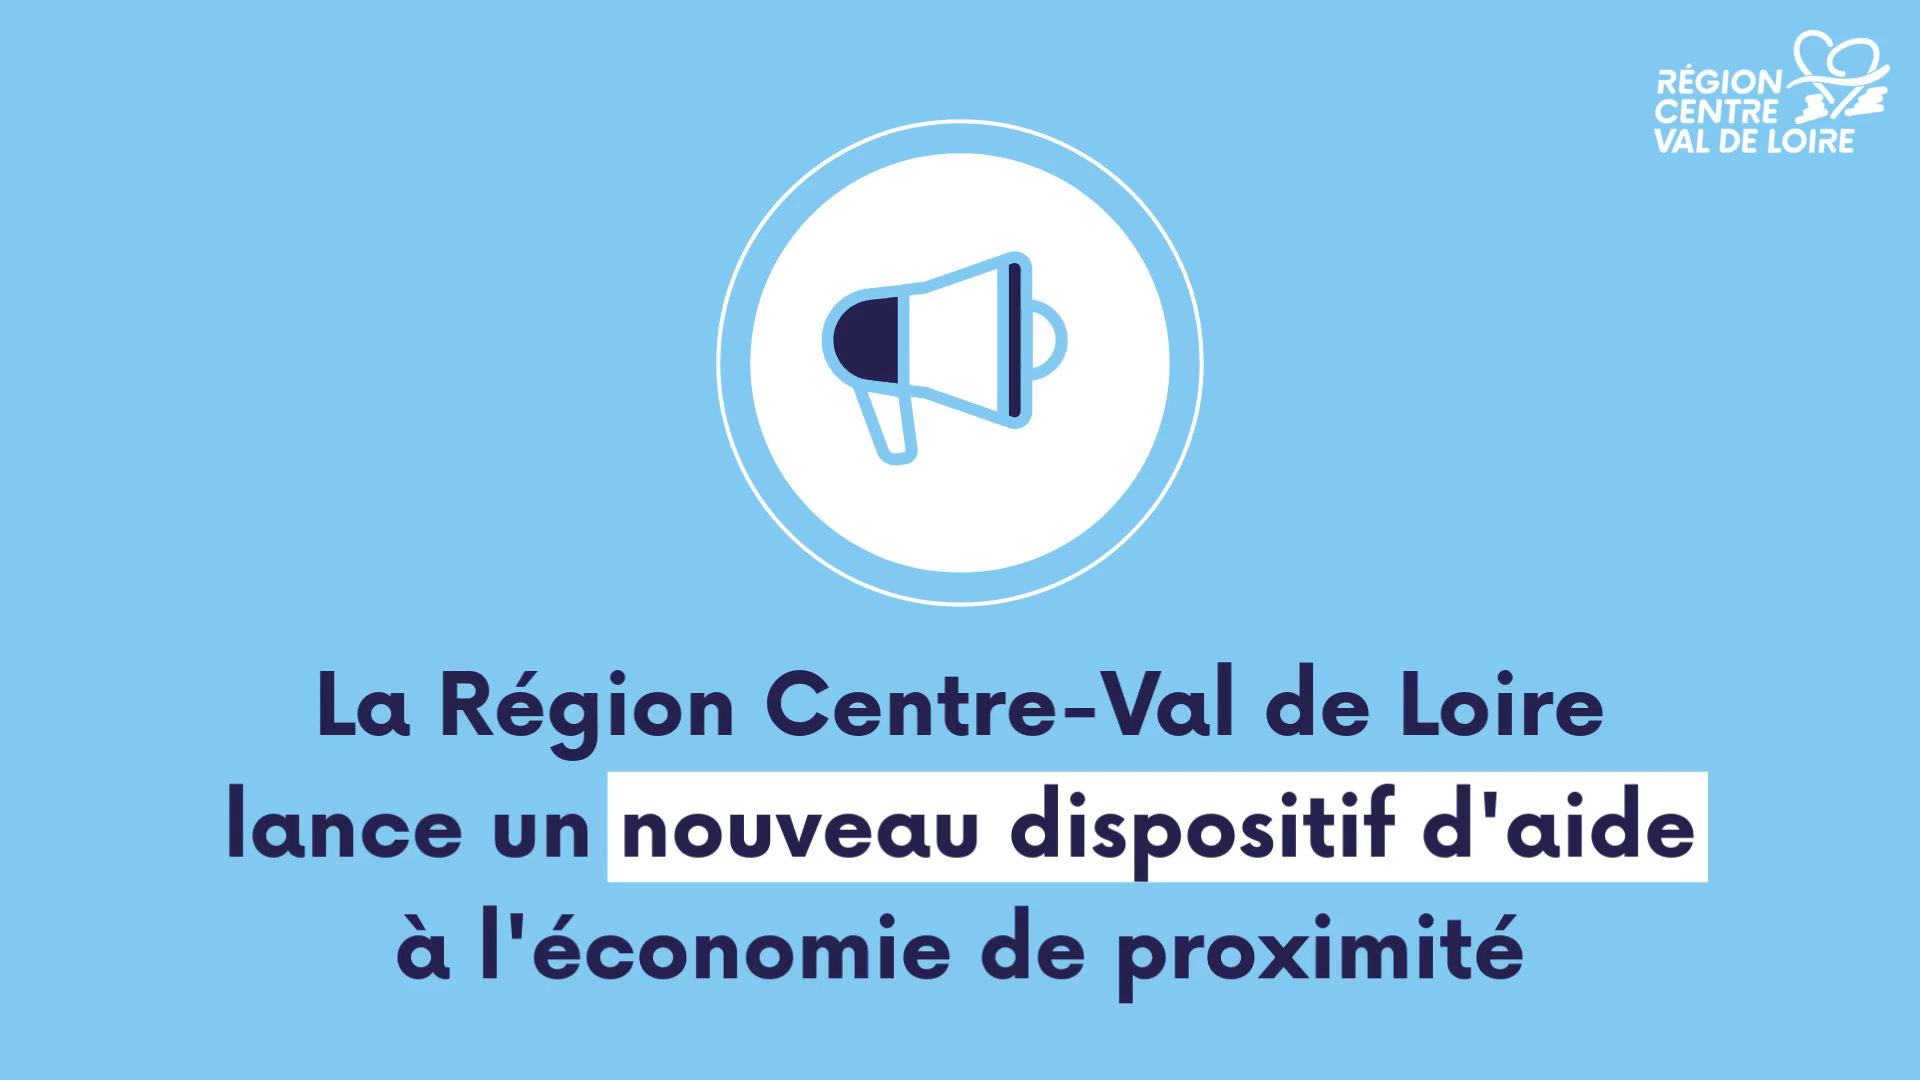 RÉGION
CENTRE
VAL DE LOIRE
La Région Centre-Val de Loire
lance un nouveau dispositif d'aide
à l'économie de proximité